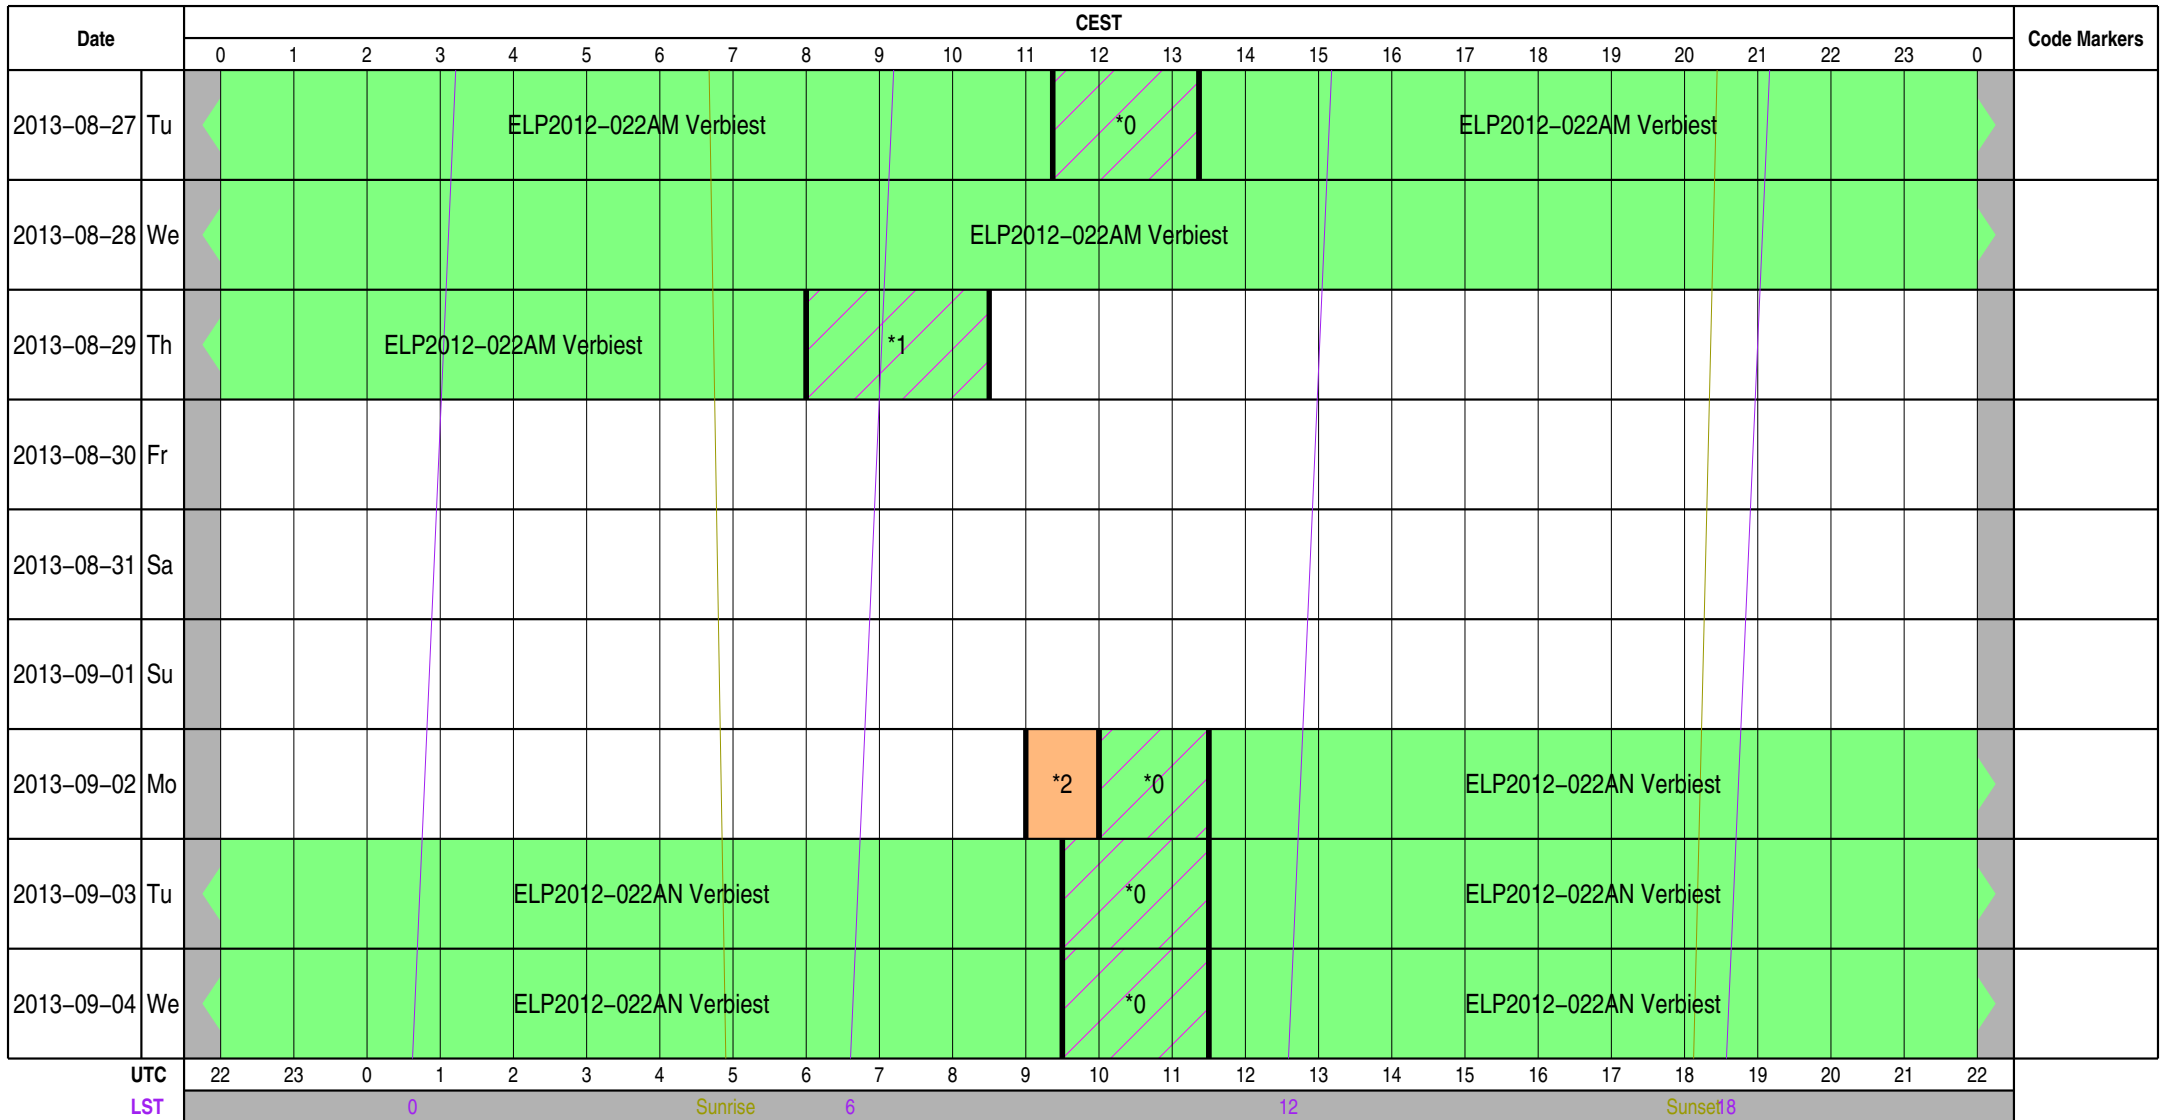 Date CEST Code Markers
0 1 2 3 4 5 6 7 8 9 10 11 12 13 14 15 16 17 18 19 20 21 22 23 0
2013-08-27 Tu ELP2012-022AM Verbiest *0 ELP2012-022AM Verbiest
2013-08-28 We ELP2012-022AM Verbiest
2013-08-29 Th ELP2012-022AM Verbiest *1
2013-08-30 Fr
2013-08-31 Sa
2013-09-01 Su
2013-09-02 Mo *2 *0 ELP2012-022AN Verbiest
2013-09-03 Tu ELP2012-022AN Verbiest *0 ELP2012-022AN Verbiest
2013-09-04 We ELP2012-022AN Verbiest *0 ELP2012-022AN Verbiest
UTC 22 23 0 1 2 3 4 5 6 7 8 9 10 11 12 13 14 15 16 17 18 19 20 21 22
LST 0 Sunrise 6 12 Sunset 18